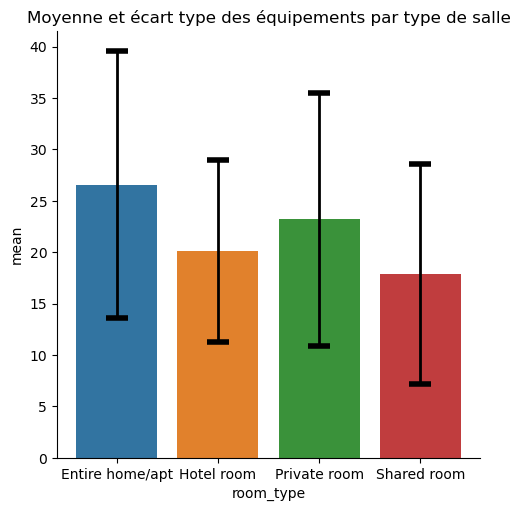 Moyenne et écart type des équipements par type de salle
40
35
30
25
20
15
10
5
0
mean
Entire home/apt Hotel room Private room Shared room
room_type